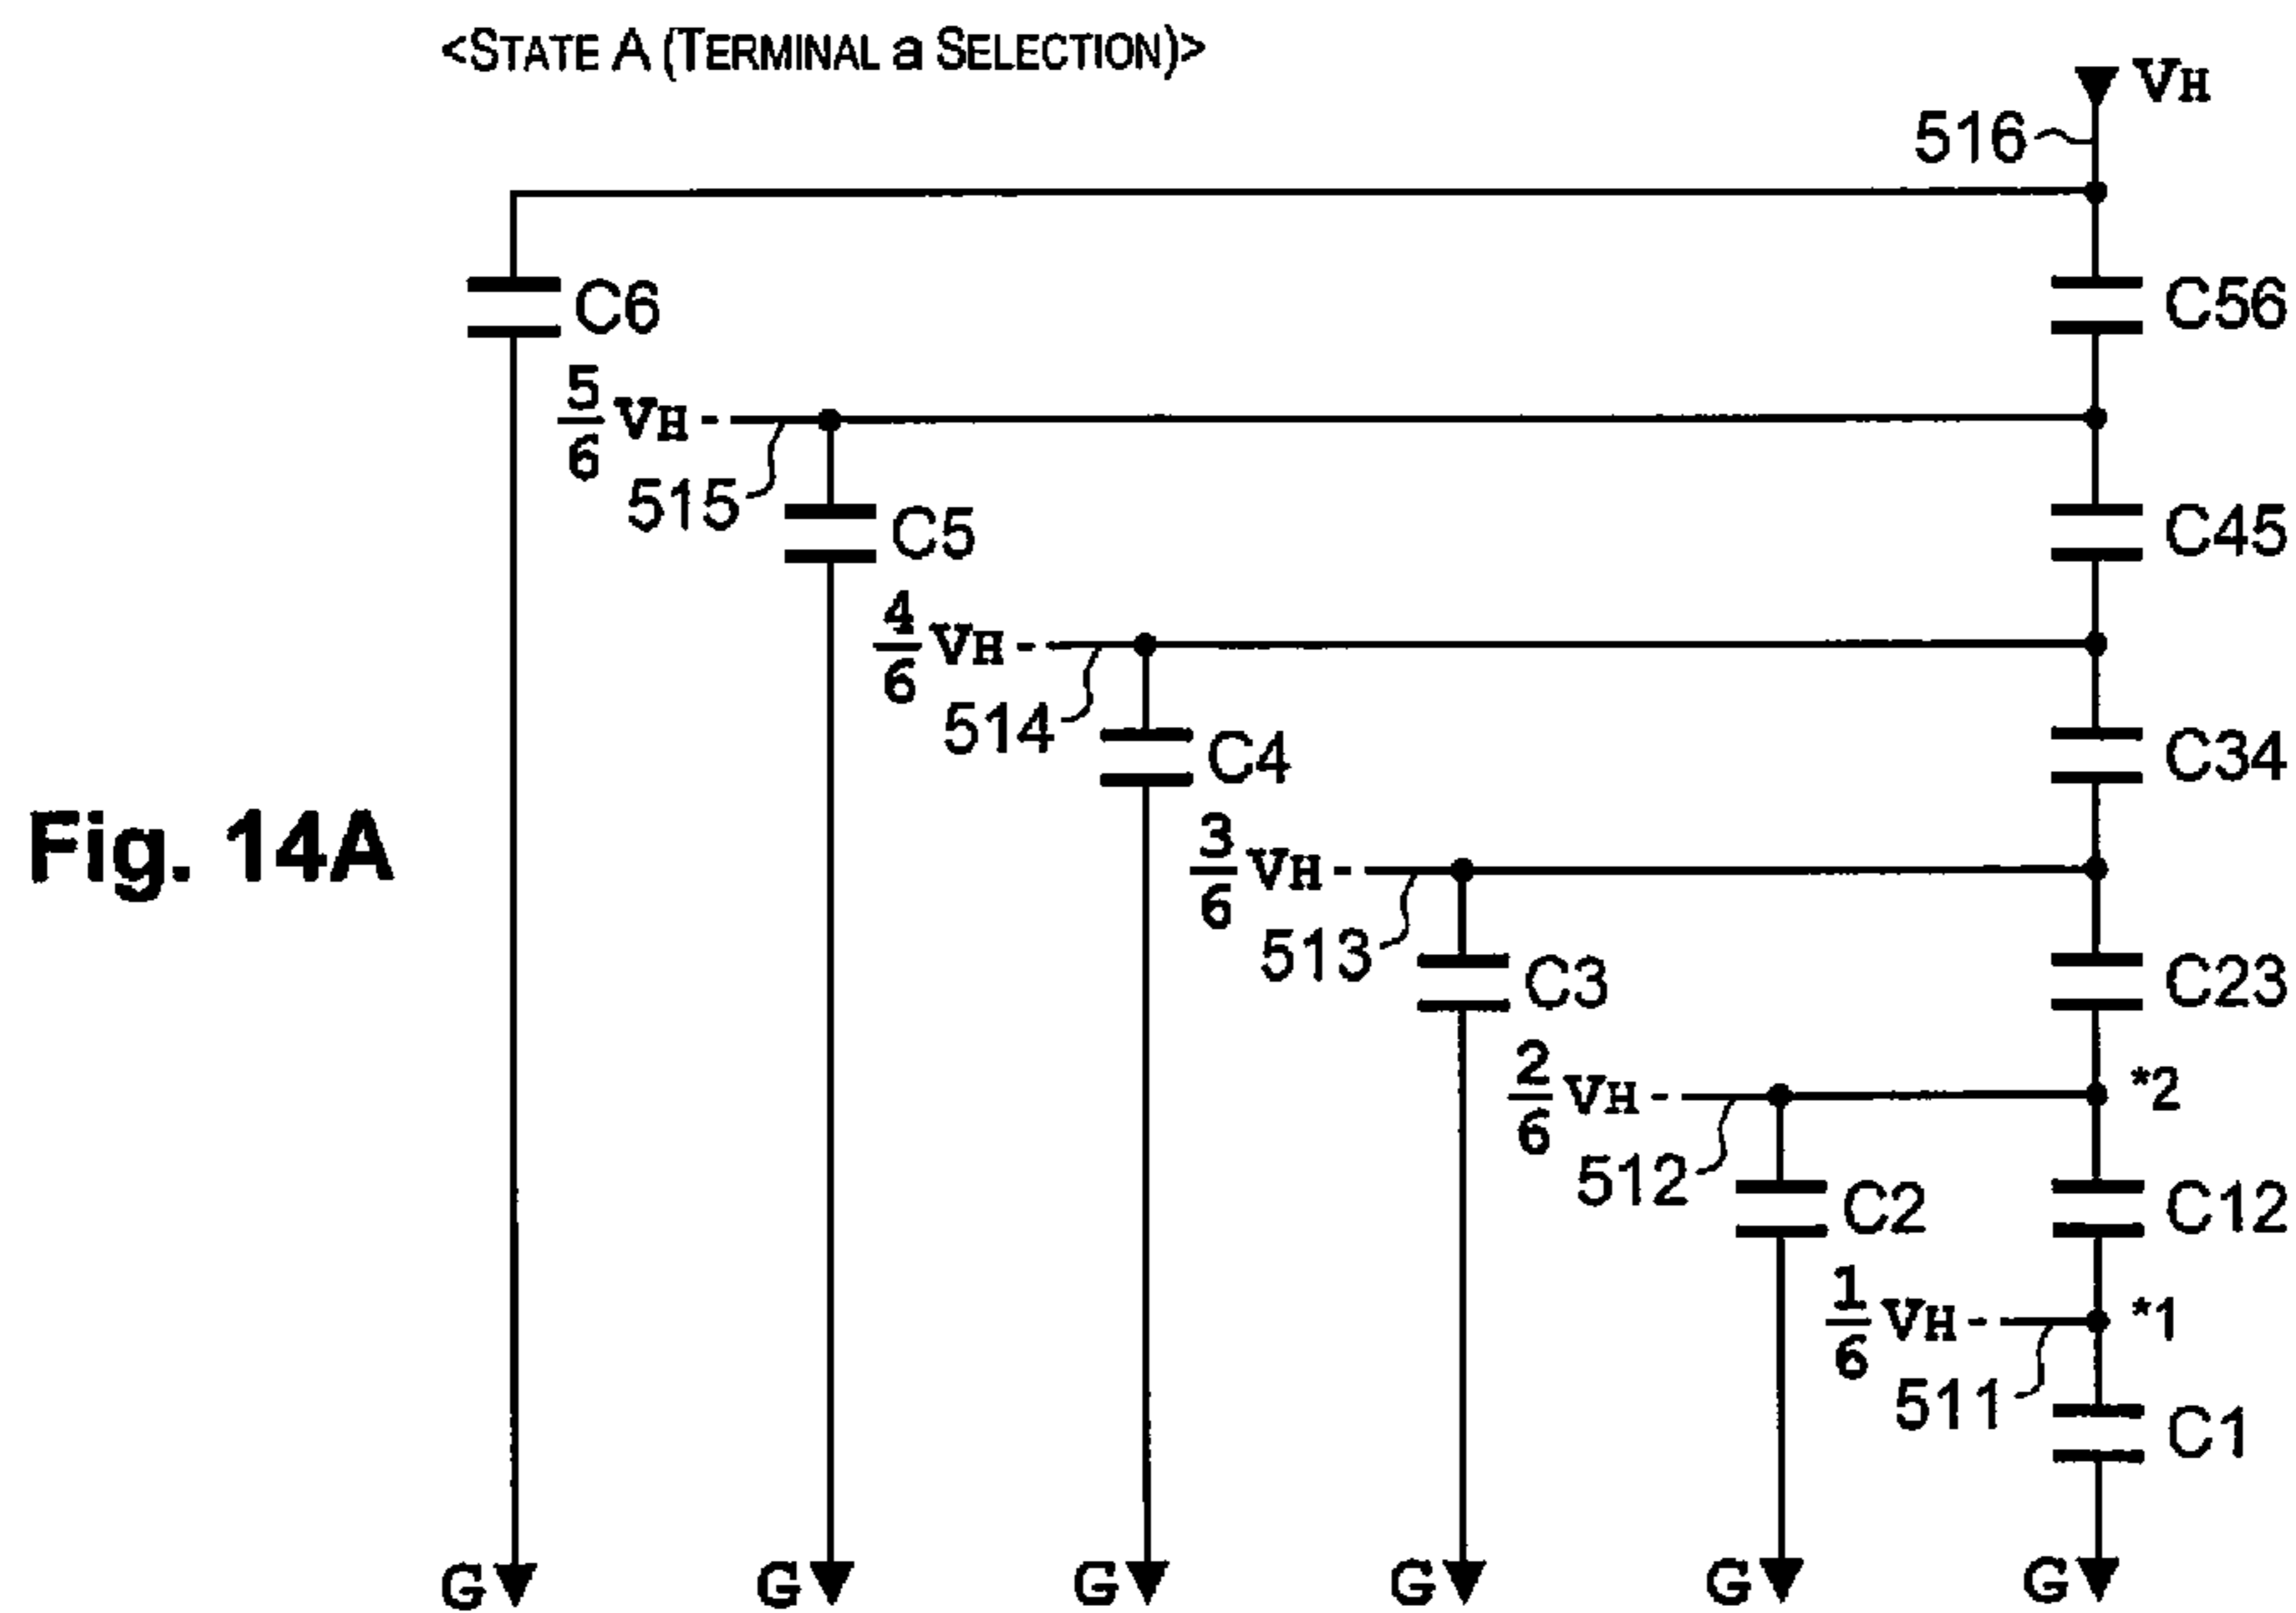 <STATE A (TERMINAL a SELECTION)>
VH
516
C6
C56
5/6 VH
515
C5
C45
4/6 VH
514
C4
C34
Fig. 14A
3/6 VH
513
C3
C23
2/6 VH
*2
512
C2
C12
1/6 VH
*1
511
C1
G G G G G G